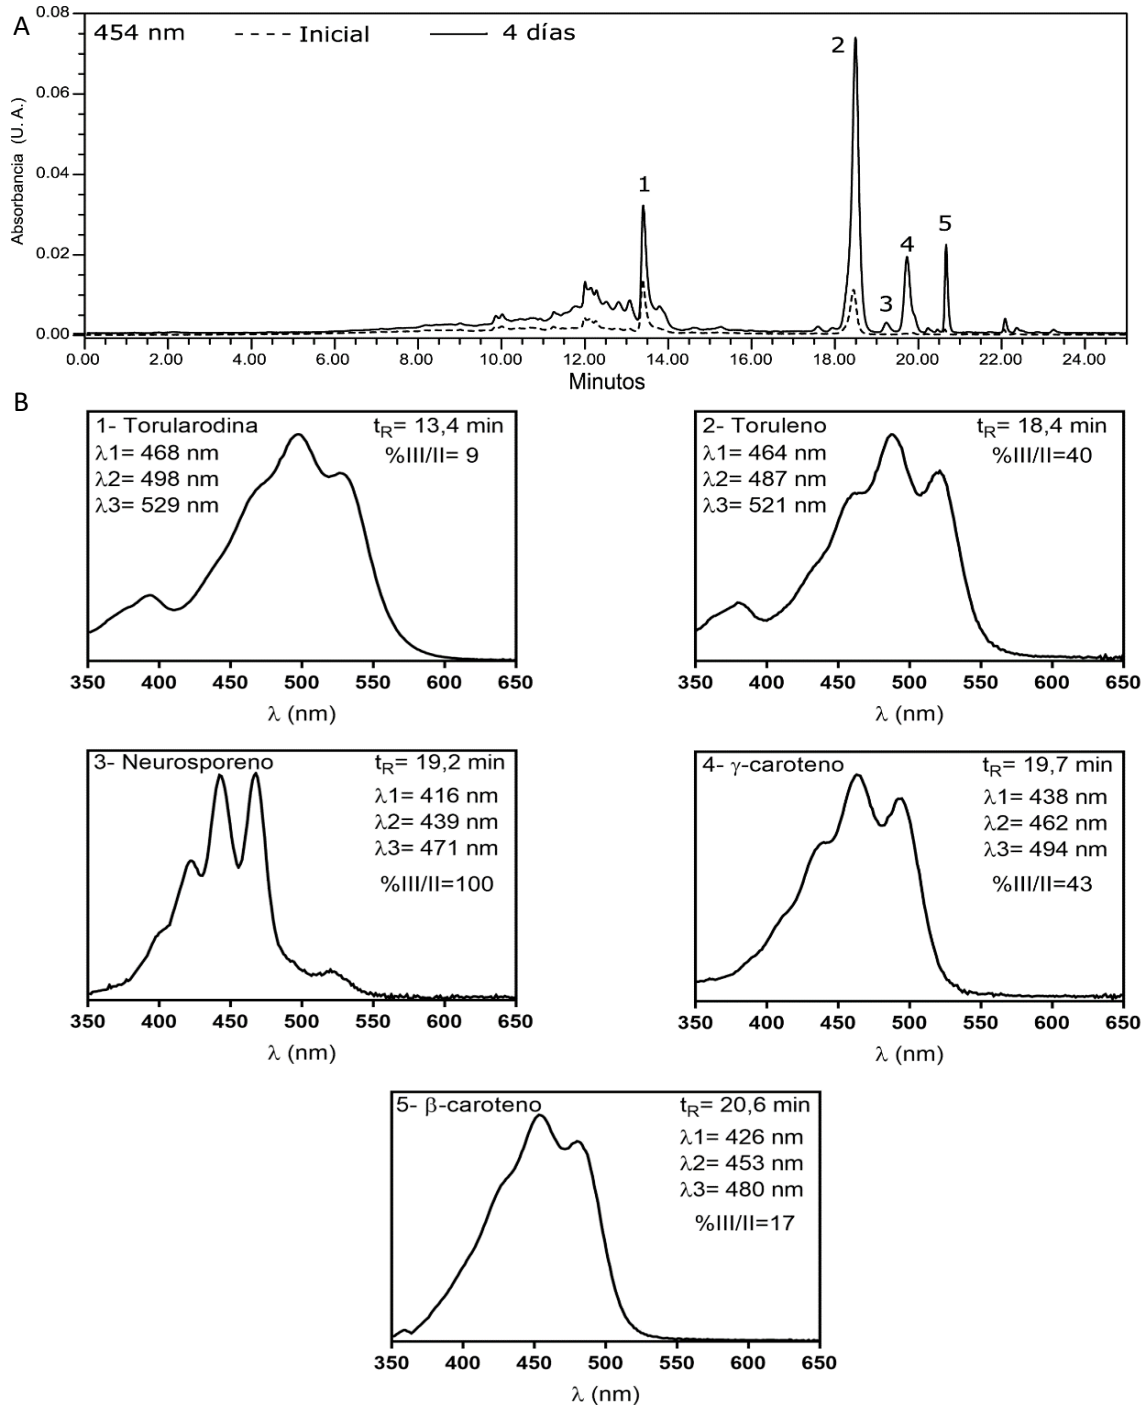 A
454 nm Inicial 4 días
Absorbancia (U. A.)
0.08
0.06
0.04
0.02
0.00
1
2
3
4
5
0.00 2.00 4.00 6.00 8.00 10.00 12.00 14.00 16.00 18.00 20.00 22.00 24.00
Minutos
B
1- Torularodina
λ1= 468 nm
λ2= 498 nm
λ3= 529 nm
tR= 13,4 min
%III/II= 9
350 400 450 500 550 600 650
λ (nm)
2- Toruleno
λ1= 464 nm
λ2= 487 nm
λ3= 521 nm
tR= 18,4 min
%III/II=40
350 400 450 500 550 600 650
λ (nm)
3- Neurosporeno
tR= 19,2 min
λ1= 416 nm
λ2= 439 nm
λ3= 471 nm
%III/II=100
350 400 450 500 550 600 650
λ (nm)
4- γ-caroteno
tR= 19,7 min
λ1= 438 nm
λ2= 462 nm
λ3= 494 nm
%III/II=43
350 400 450 500 550 600 650
λ (nm)
5- β-caroteno
tR= 20,6 min
λ1= 426 nm
λ2= 453 nm
λ3= 480 nm
%III/II=17
350 400 450 500 550 600 650
λ (nm)